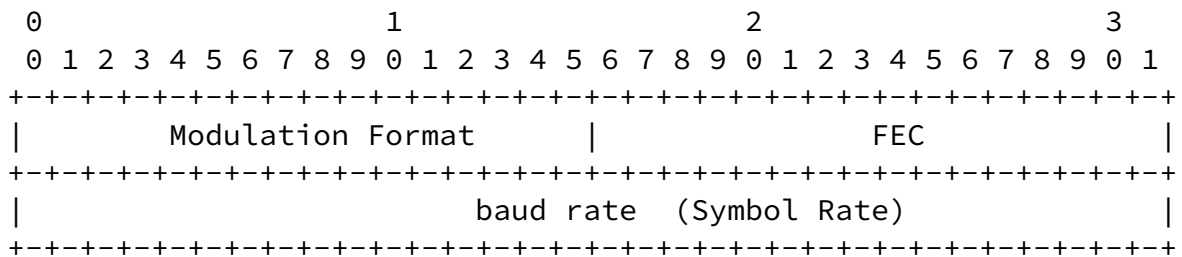 0                   1                   2                   3
 0 1 2 3 4 5 6 7 8 9 0 1 2 3 4 5 6 7 8 9 0 1 2 3 4 5 6 7 8 9 0 1
+-+-+-+-+-+-+-+-+-+-+-+-+-+-+-+-+-+-+-+-+-+-+-+-+-+-+-+-+-+-+-+-+
|        Modulation Format      |               FEC             |
+-+-+-+-+-+-+-+-+-+-+-+-+-+-+-+-+-+-+-+-+-+-+-+-+-+-+-+-+-+-+-+-+
|                         baud rate  (Symbol Rate)              |
+-+-+-+-+-+-+-+-+-+-+-+-+-+-+-+-+-+-+-+-+-+-+-+-+-+-+-+-+-+-+-+-+